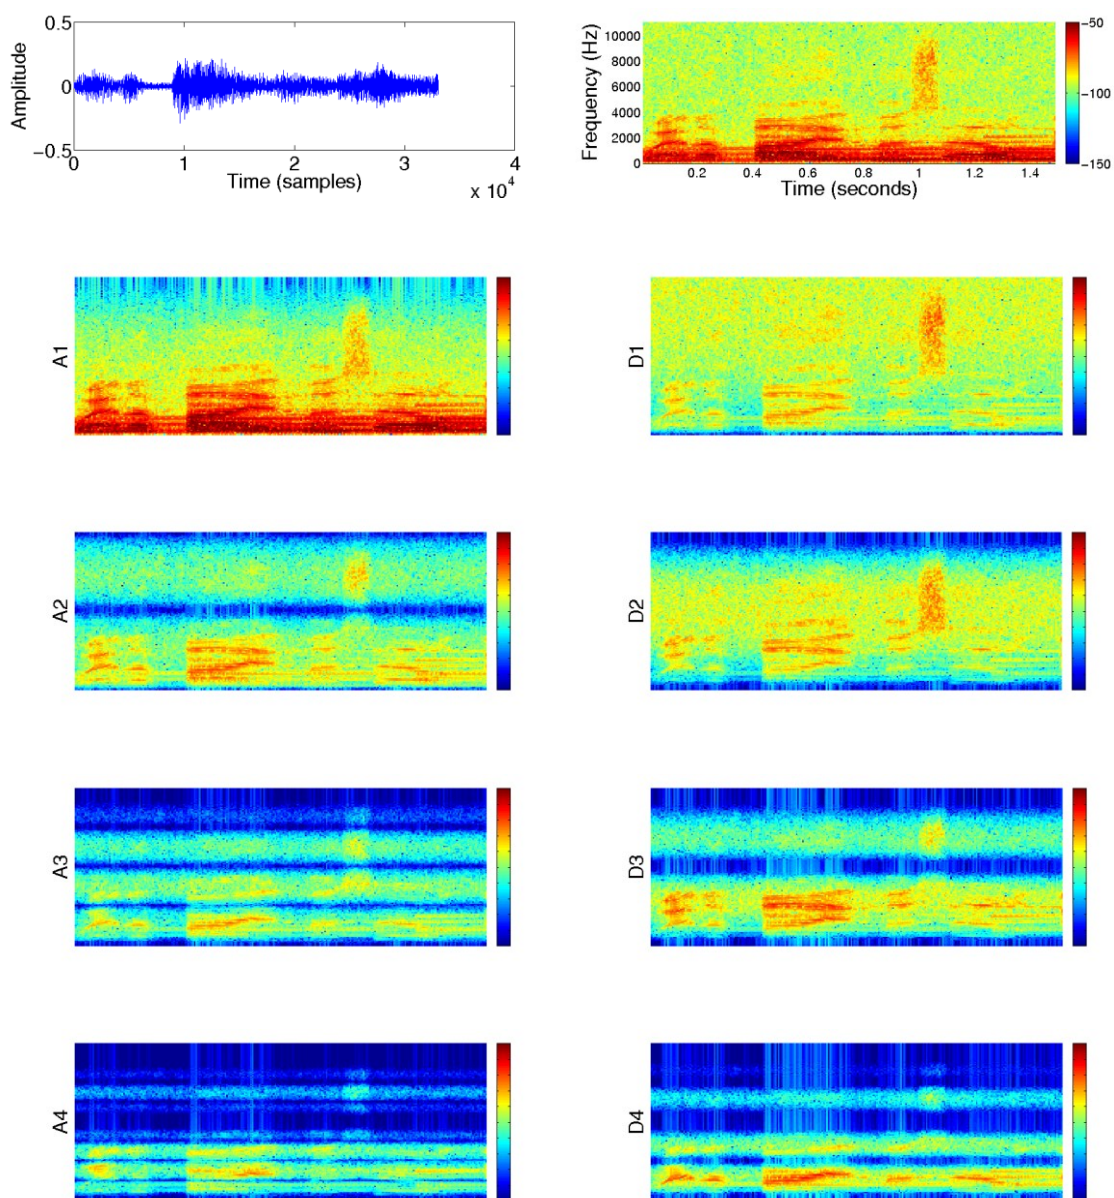 0.5
0
−0.5
Amplitude
0 1 2 3 4
Time (samples)
x 10⁴
Frequency (Hz)
10000
8000
6000
4000
2000
0
0.2 0.4 0.6 0.8 1 1.2 1.4
Time (seconds)
−50
−100
−150
A1
D1
A2
D2
A3
D3
A4
D4